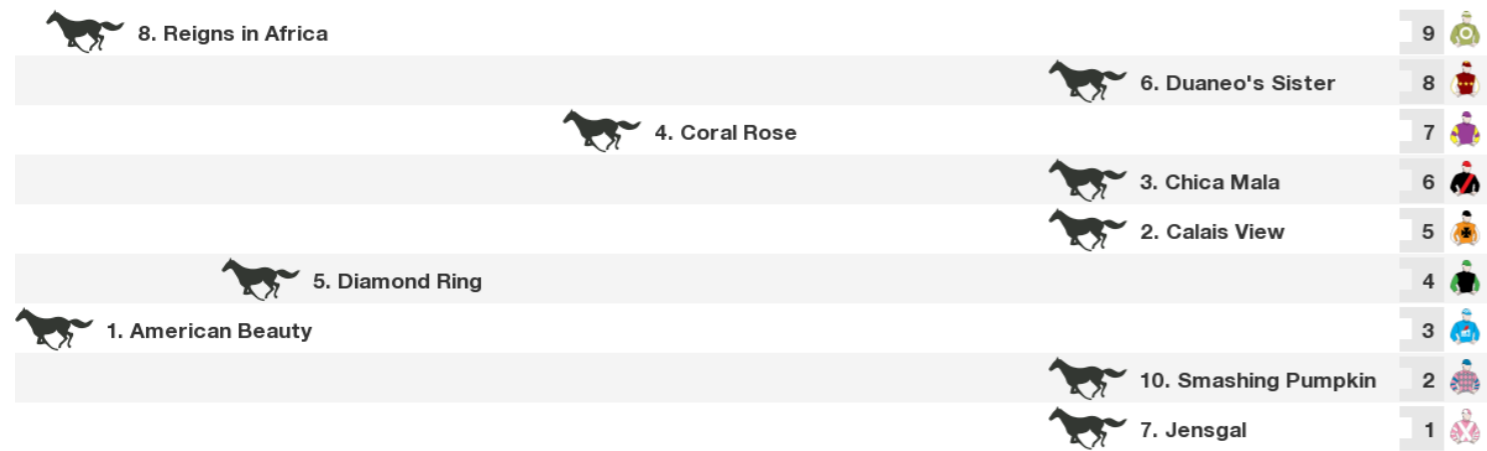 8. Reigns in Africa 9
6. Duaneo's Sister 8
4. Coral Rose 7
3. Chica Mala 6
2. Calais View 5
5. Diamond Ring 4
1. American Beauty 3
10. Smashing Pumpkin 2
7. Jensgal 1